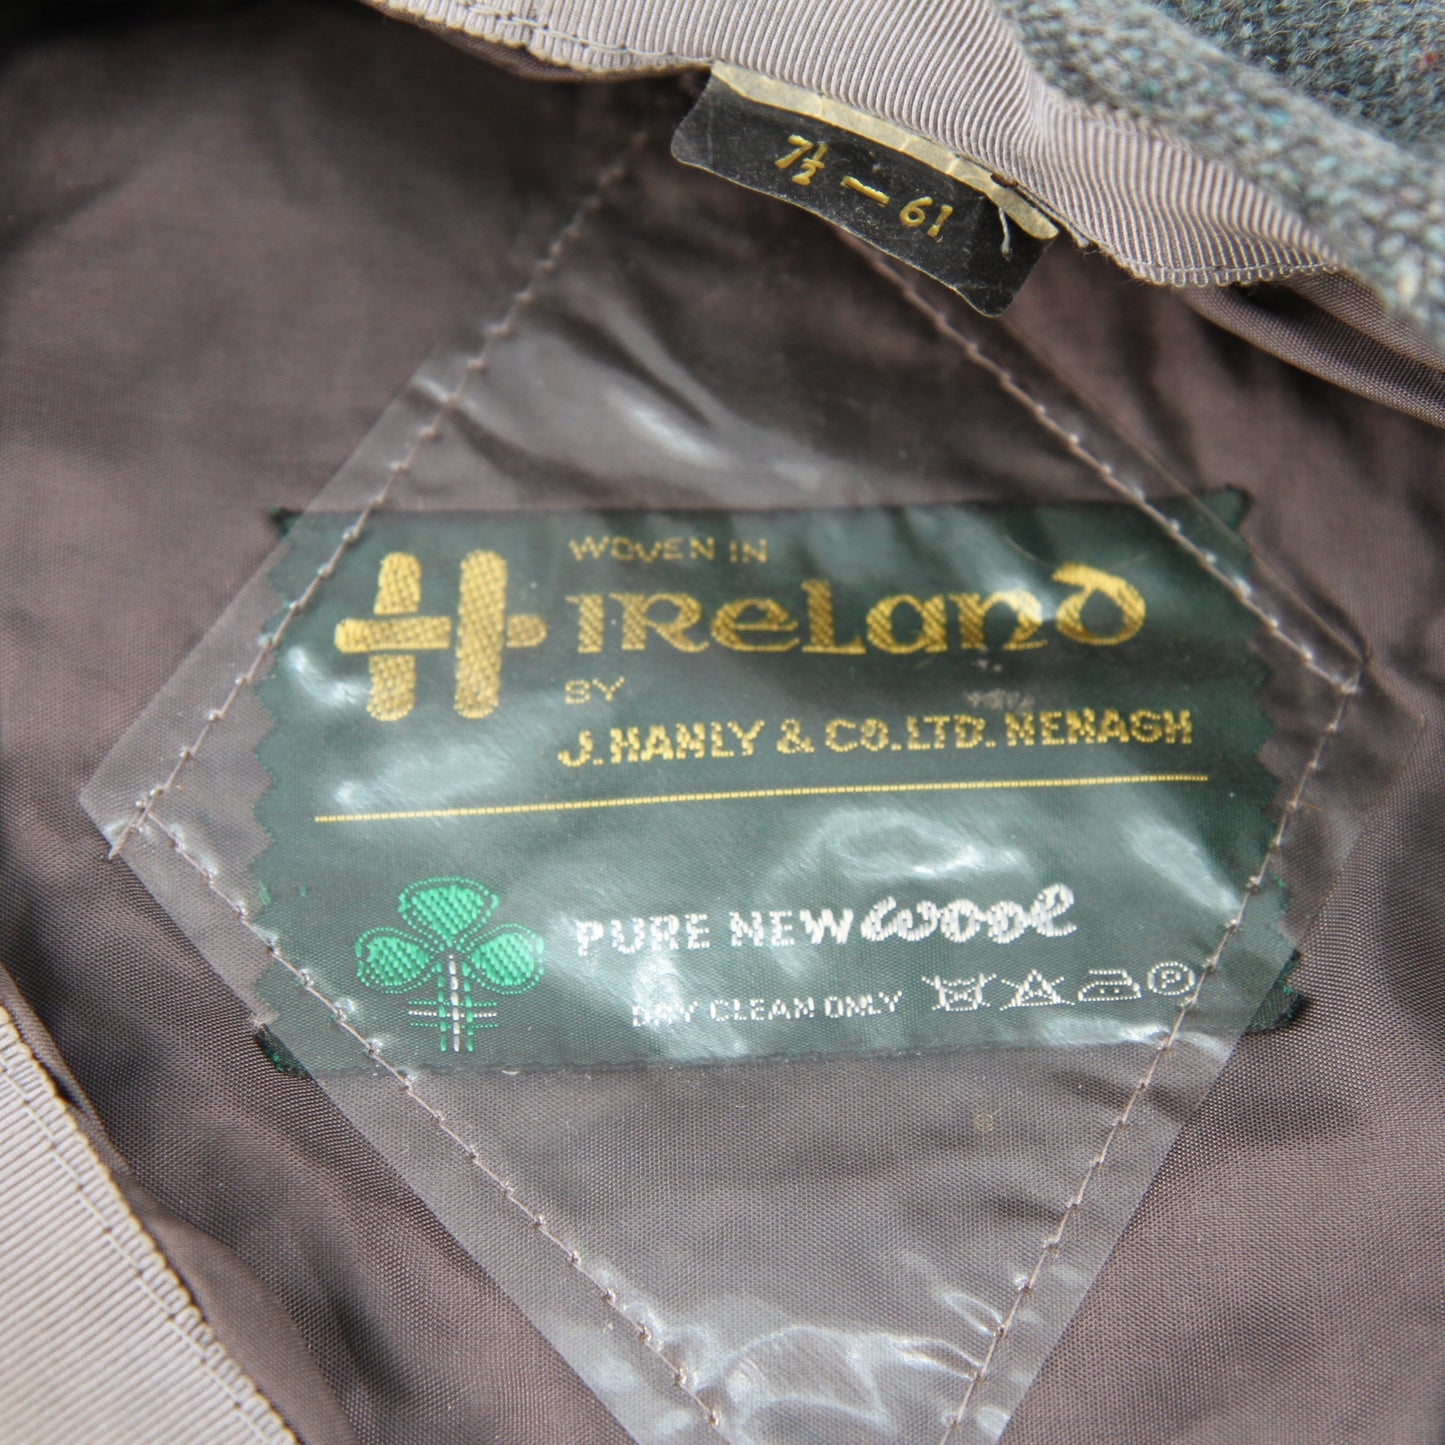 7½ — 61
WOVEN IN
IRELAND
BY
J. HANLY & CO. LTD. NENAGH
PURE NEW WOOL
DRY CLEAN ONLY P